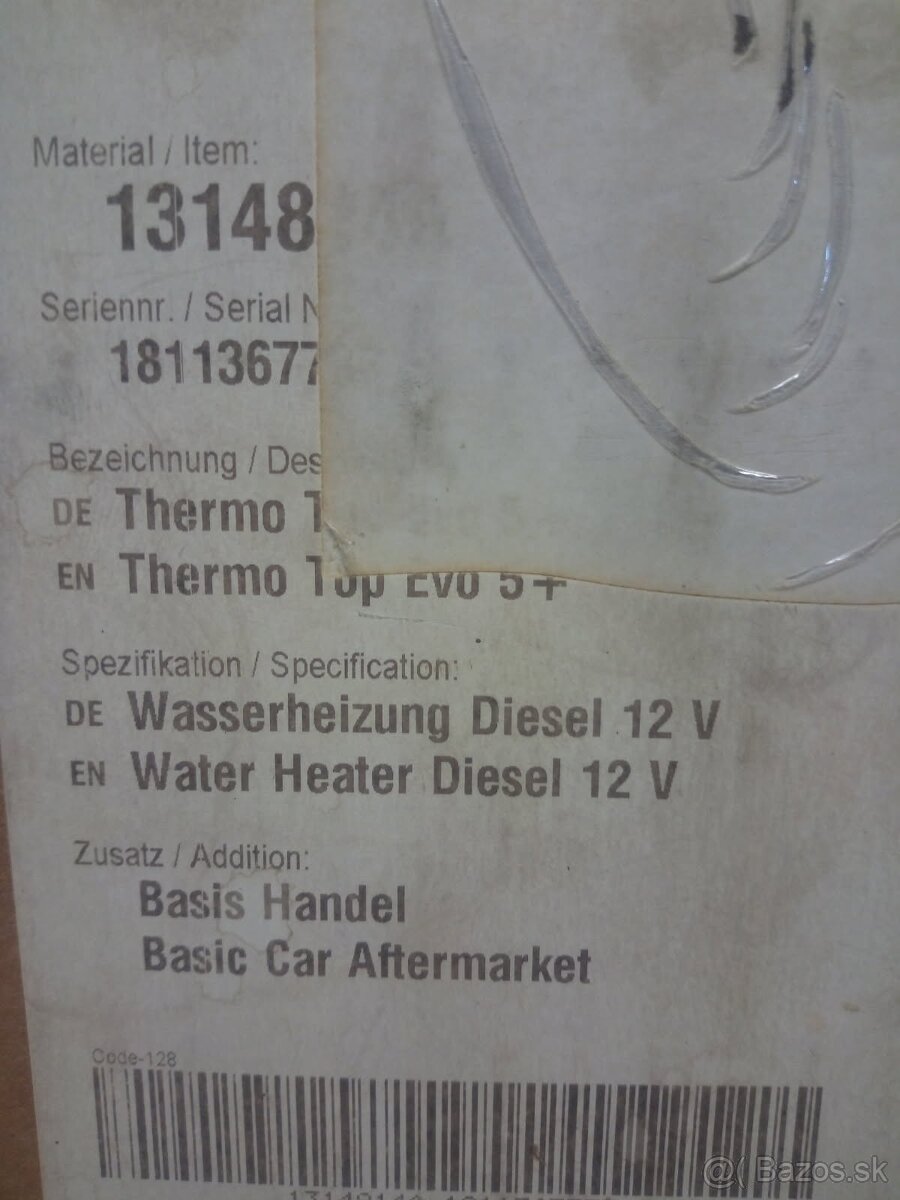 Material / Item:
13148
Seriennr. / Serial N
18113677
Bezeichnung / Des
DE Thermo T
EN Thermo Top Evo 5+
Spezifikation / Specification:
DE Wasserheizung Diesel 12 V
EN Water Heater Diesel 12 V
Zusatz / Addition:
Basis Handel
Basic Car Aftermarket
Code-128
@( Bazos.sk